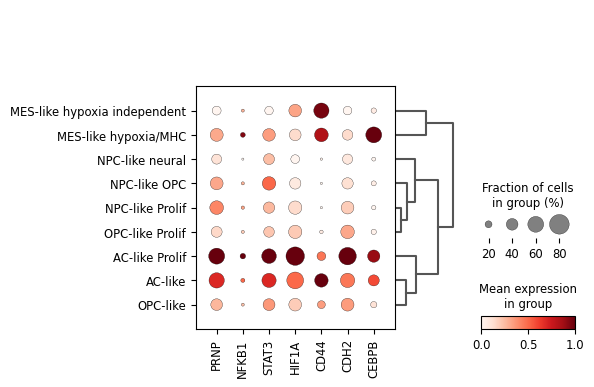 MES-like hypoxia independent
MES-like hypoxia/MHC
NPC-like neural
NPC-like OPC
NPC-like Prolif
OPC-like Prolif
AC-like Prolif
AC-like
OPC-like
PRNP
NFKB1
STAT3
HIF1A
CD44
CDH2
CEBPB
Fraction of cells
in group (%)
20 40 60 80
Mean expression
in group
0.0 0.5 1.0